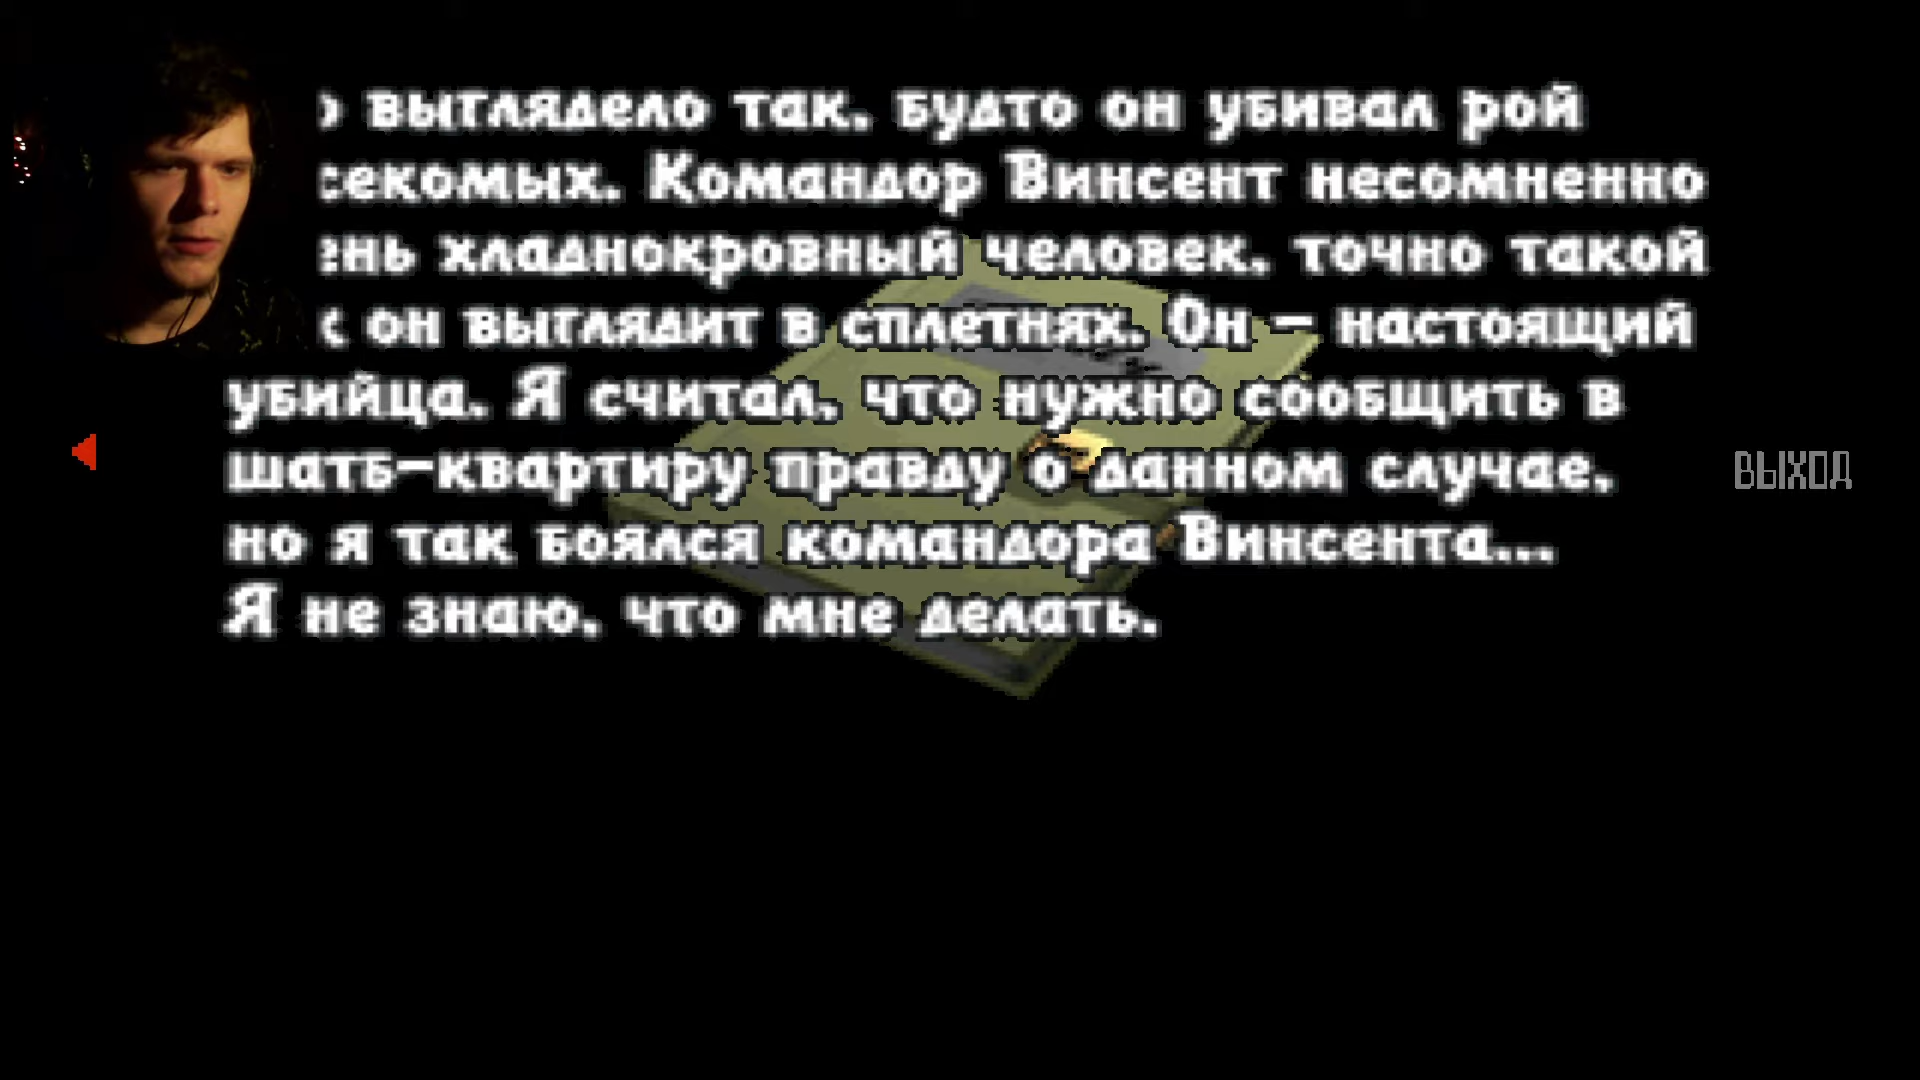 выглядело так, будто он убивал рой
секомых. Командор Винсент несомненно
ень хладнокровный человек, точно такой
он выглядит в сплетнях. Он – настоящий
убийца. Я считал, что нужно сообщить в
шатб-квартиру правду о данном случае,
но я так боялся командора Винсента...
Я не знаю, что мне делать.
ВЫХОД